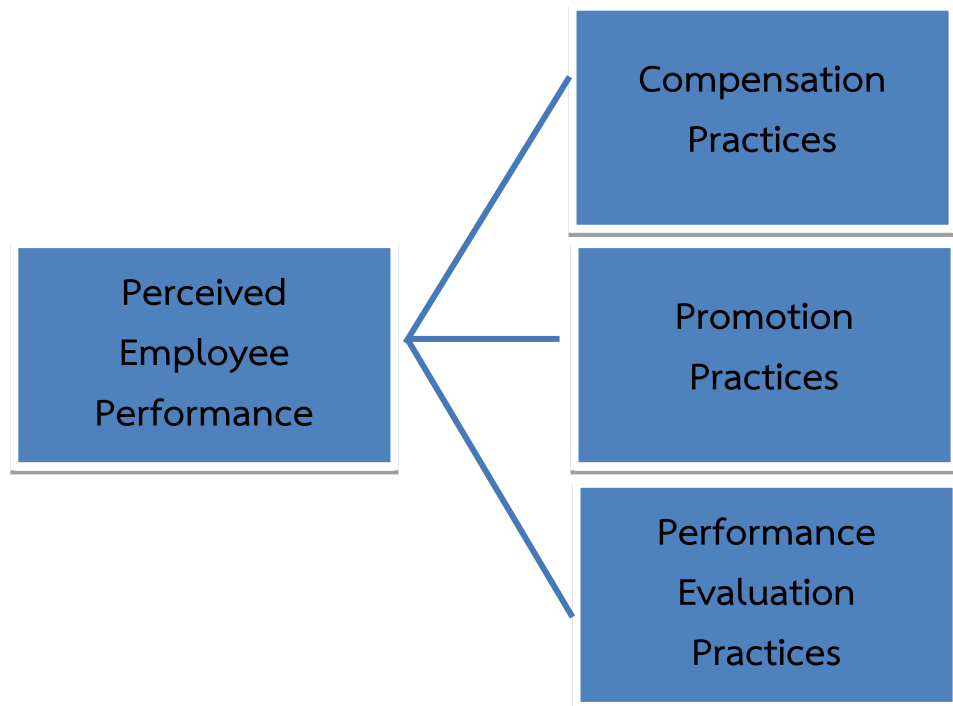 Compensation
Practices
Perceived
Employee
Performance
Promotion
Practices
Performance
Evaluation
Practices